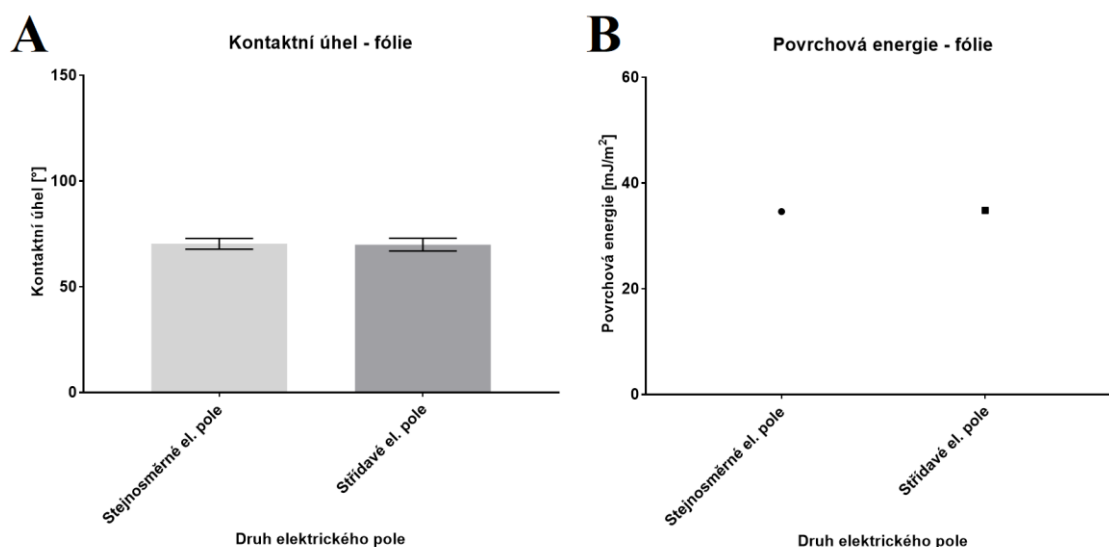 A
Kontaktní úhel - fólie
Kontaktní úhel [°]
150
100
50
0
Stejnosměrné el. pole
Střídavé el. pole
Druh elektrického pole
B
Povrchová energie - fólie
Povrchová energie [mJ/m²]
60
40
20
0
Stejnosměrné el. pole
Střídavé el. pole
Druh elektrického pole